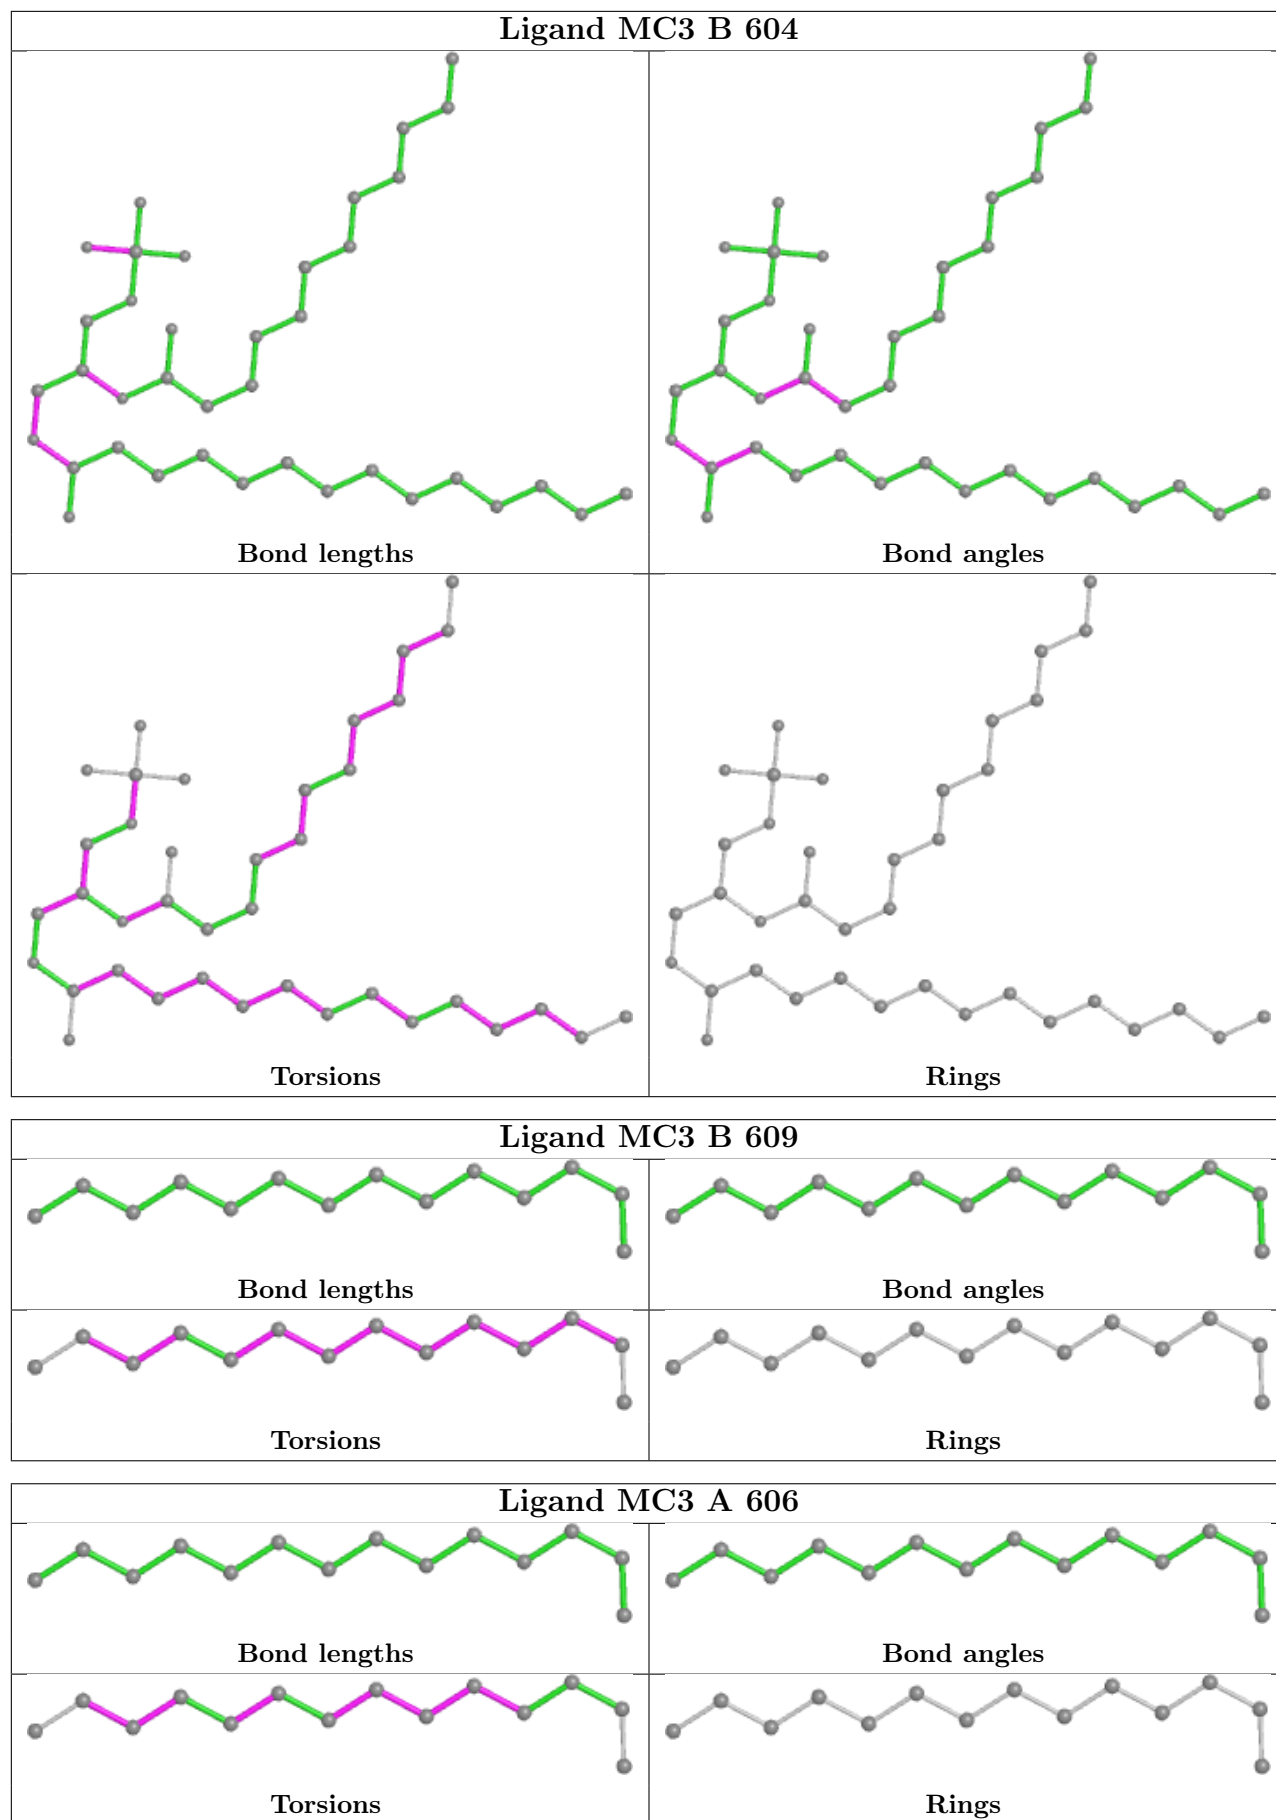 Ligand MC3 B 604
Bond lengths
Bond angles
Torsions
Rings
Ligand MC3 B 609
Bond lengths
Bond angles
Torsions
Rings
Ligand MC3 A 606
Bond lengths
Bond angles
Torsions
Rings